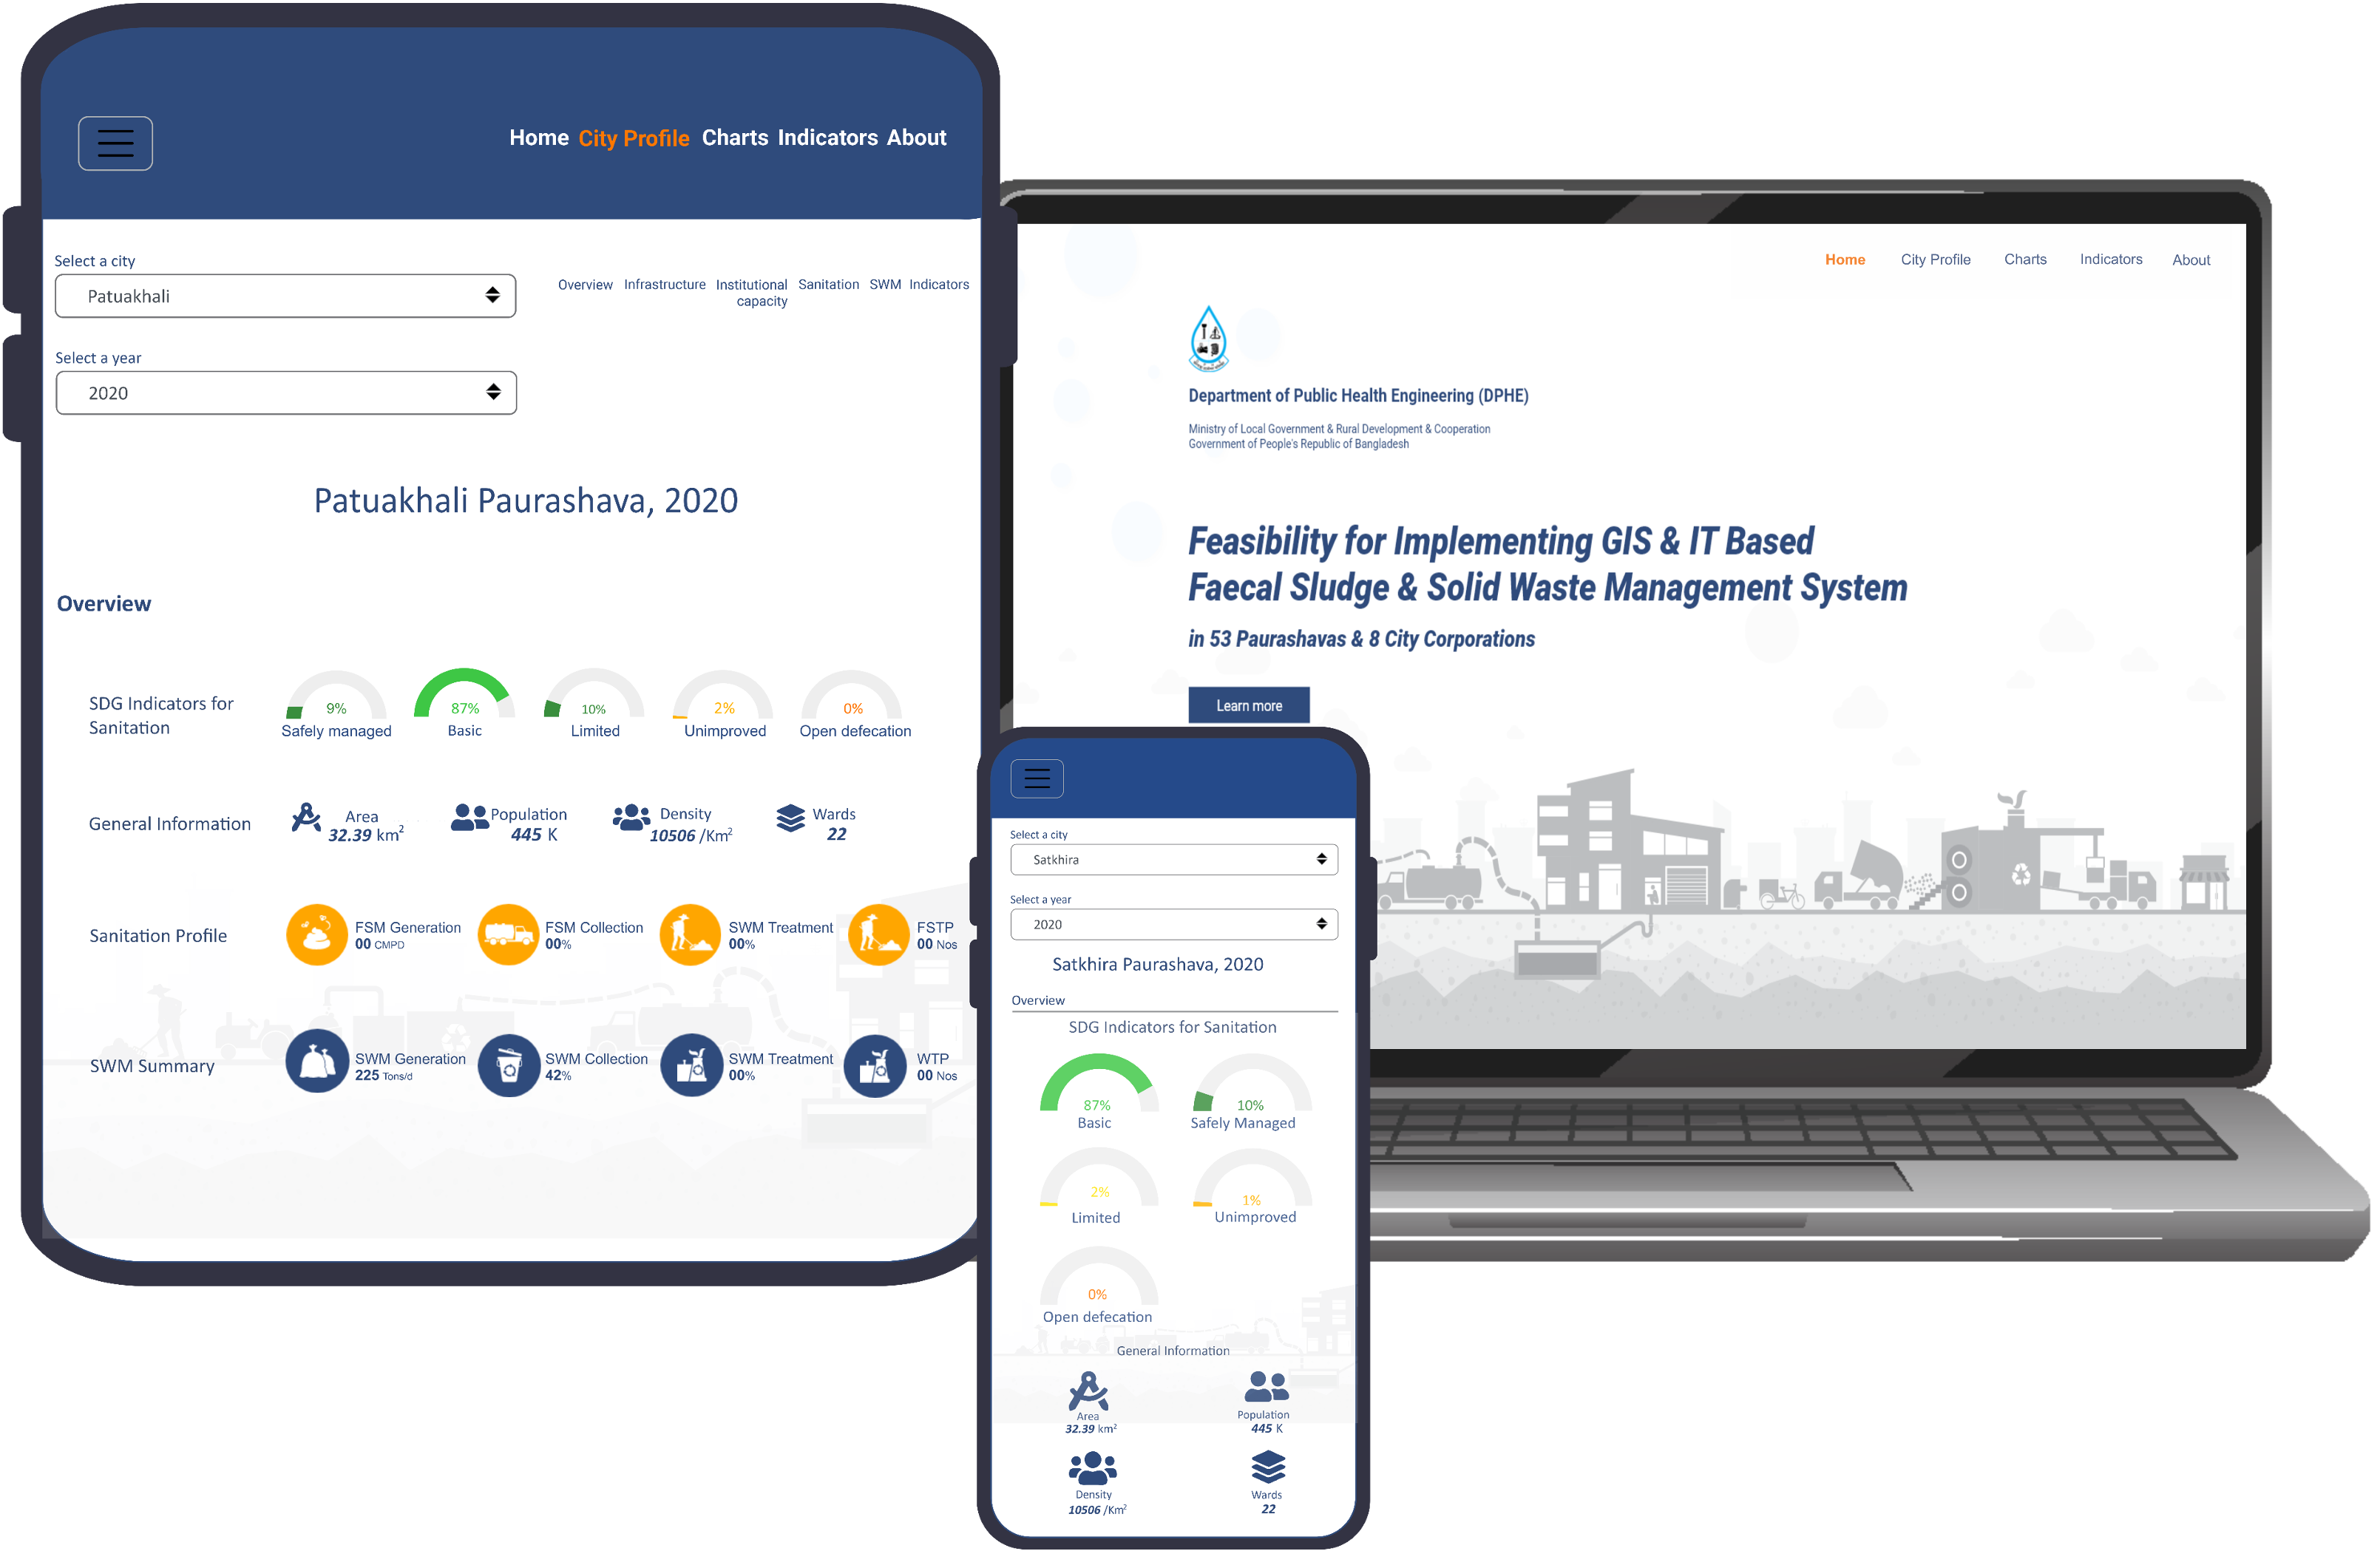 Home City Profile Charts Indicators About
Select a city
Patuakhali
Overview Infrastructure Institutional capacity Sanitation SWM Indicators
Select a year
2020
Patuakhali Paurashava, 2020
Overview
SDG Indicators for
Sanitation
9%
Safely managed
87%
Basic
10%
Limited
2%
Unimproved
0%
Open defecation
General Information
Area
32.39 km²
Population
445 K
Density
10506 /Km²
Wards
22
Sanitation Profile
FSM Generation
00 CMPD
FSM Collection
00%
SWM Treatment
00%
FSTP
00 Nos
SWM Summary
SWM Generation
225 Tons/d
SWM Collection
42%
SWM Treatment
00%
WTP
00 Nos
Home City Profile Charts Indicators About
Department of Public Health Engineering (DPHE)
Ministry of Local Government & Rural Development & Cooperation
Government of People's Republic of Bangladesh
Feasibility for Implementing GIS & IT Based
Faecal Sludge & Solid Waste Management System
in 53 Paurashavas & 8 City Corporations
Learn more
Select a city
Satkhira
Select a year
2020
Satkhira Paurashava, 2020
Overview
SDG Indicators for Sanitation
87%
Basic
10%
Safely Managed
2%
Limited
1%
Unimproved
0%
Open defecation
General Information
Area
32.39 km²
Population
445 K
Density
10506 /Km²
Wards
22